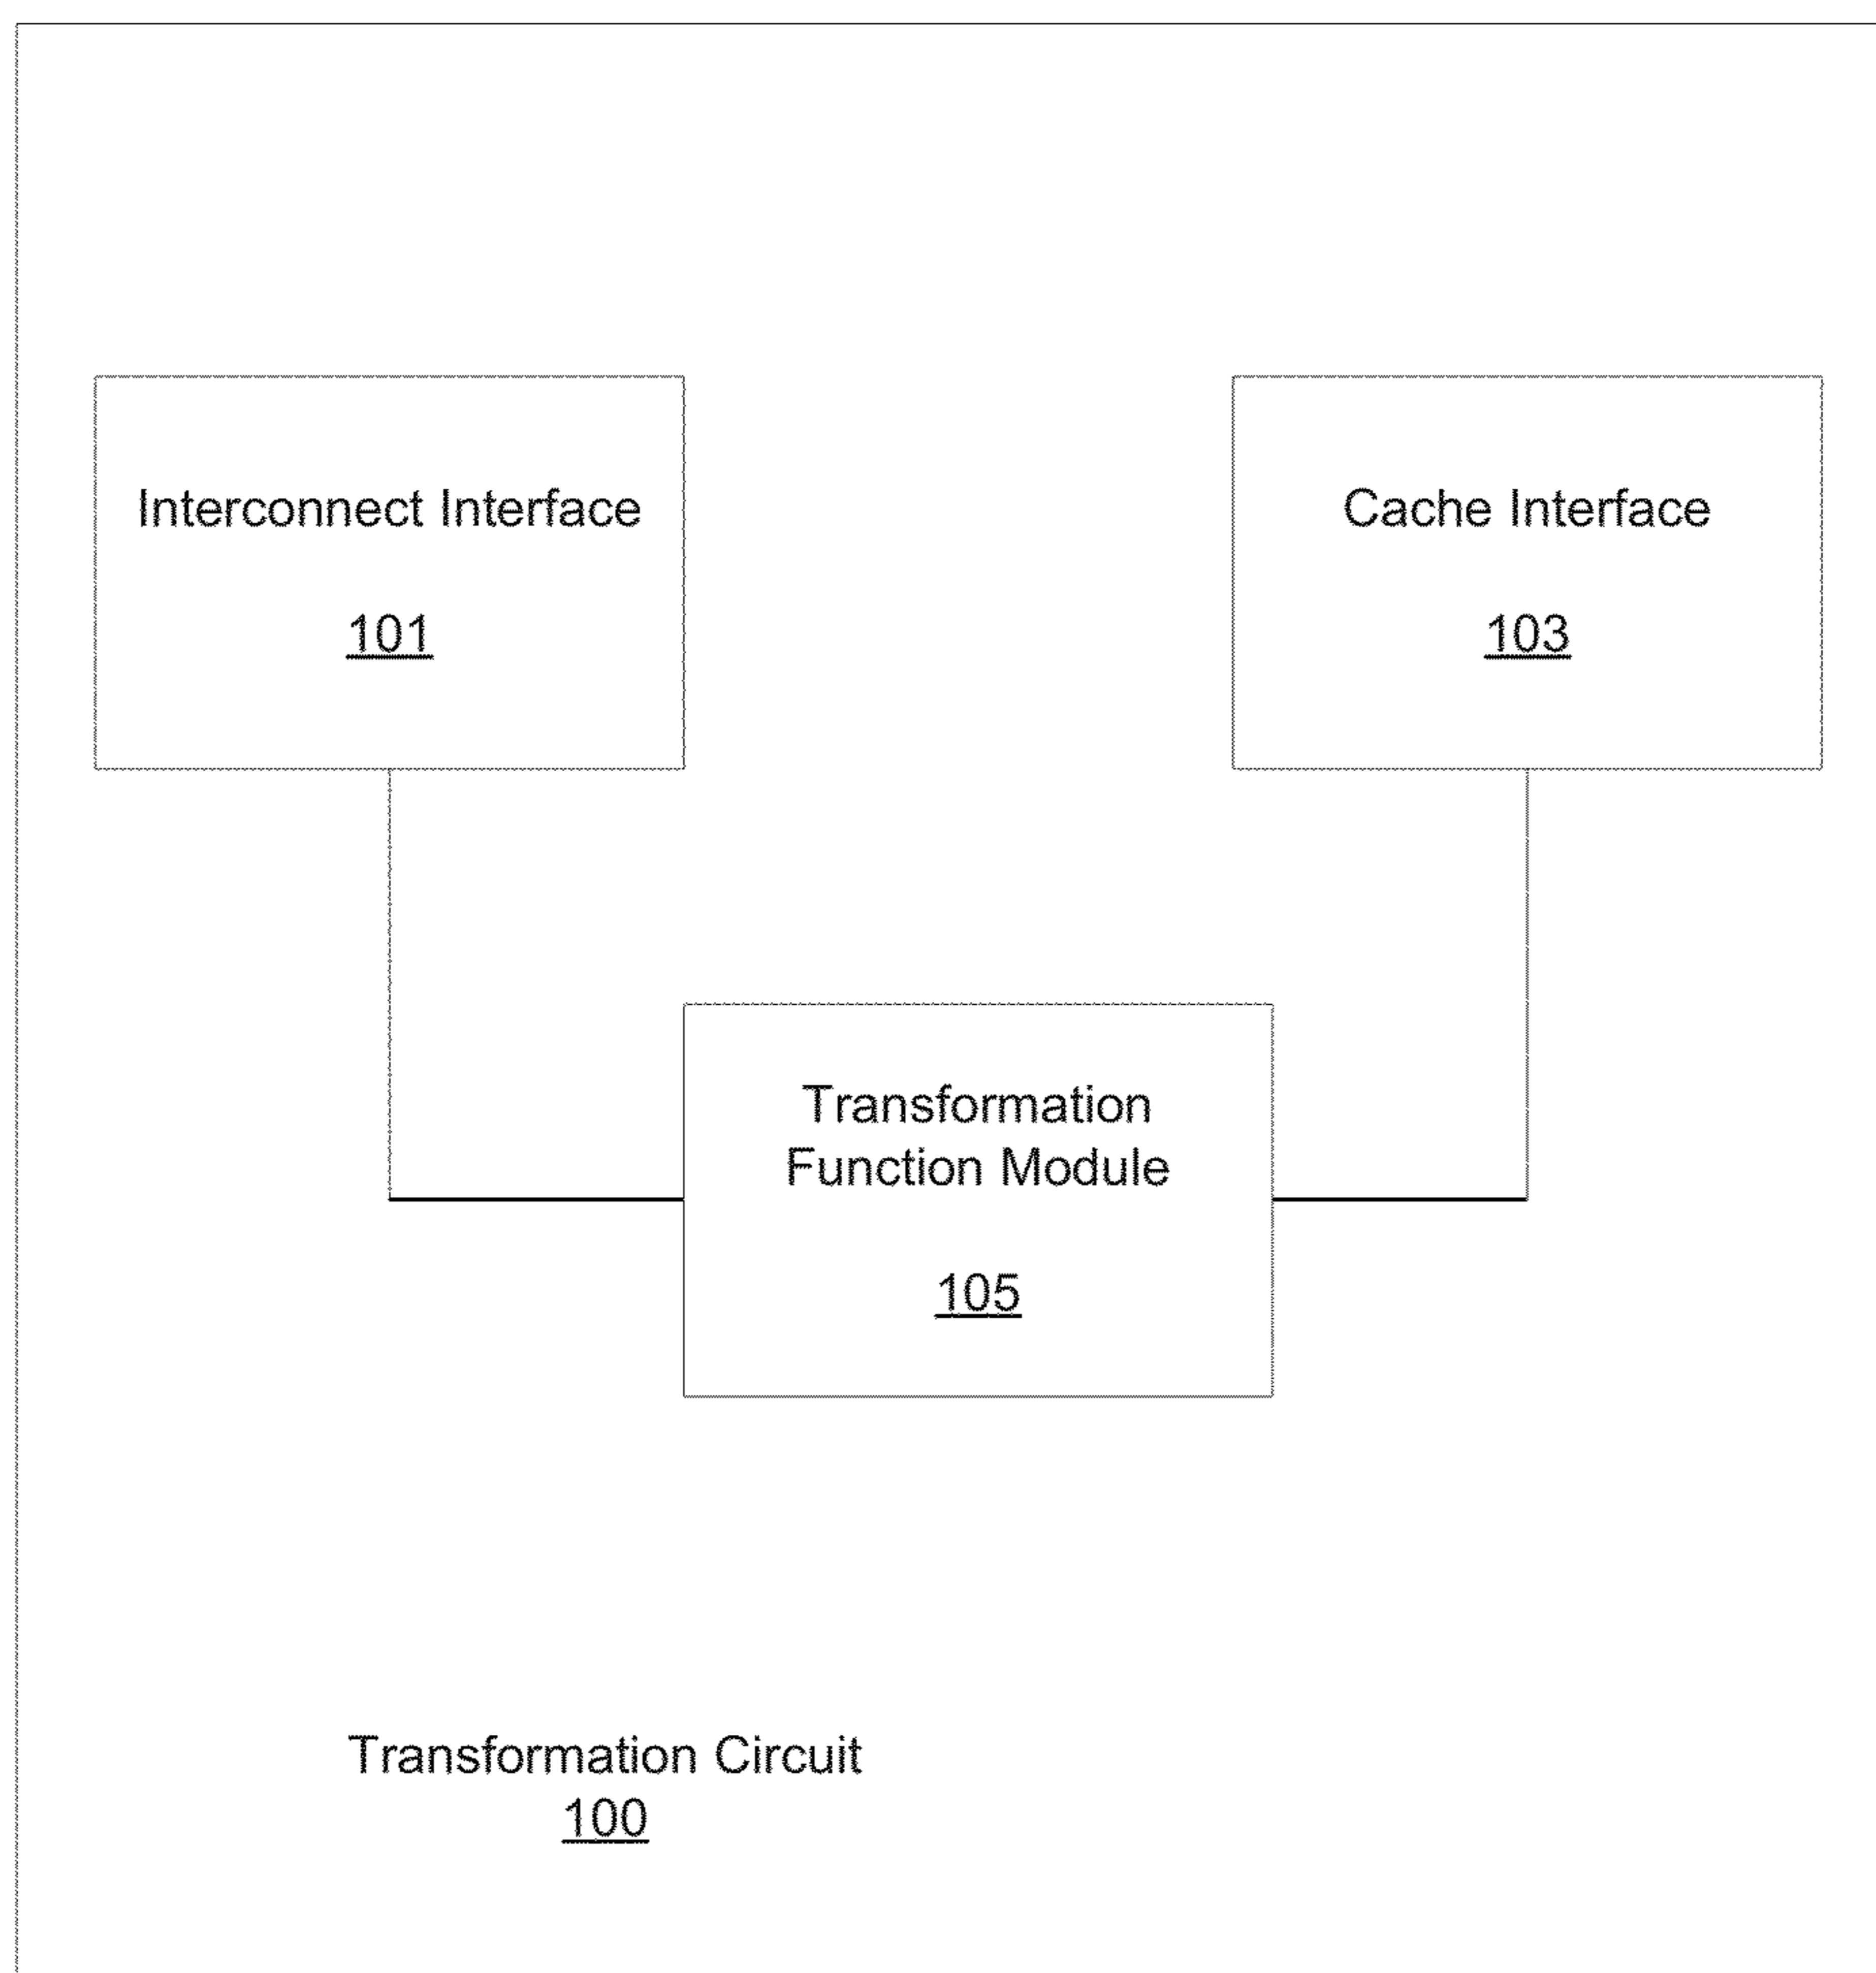 Interconnect Interface
101
Cache Interface
103
Transformation
Function Module
105
Transformation Circuit
100